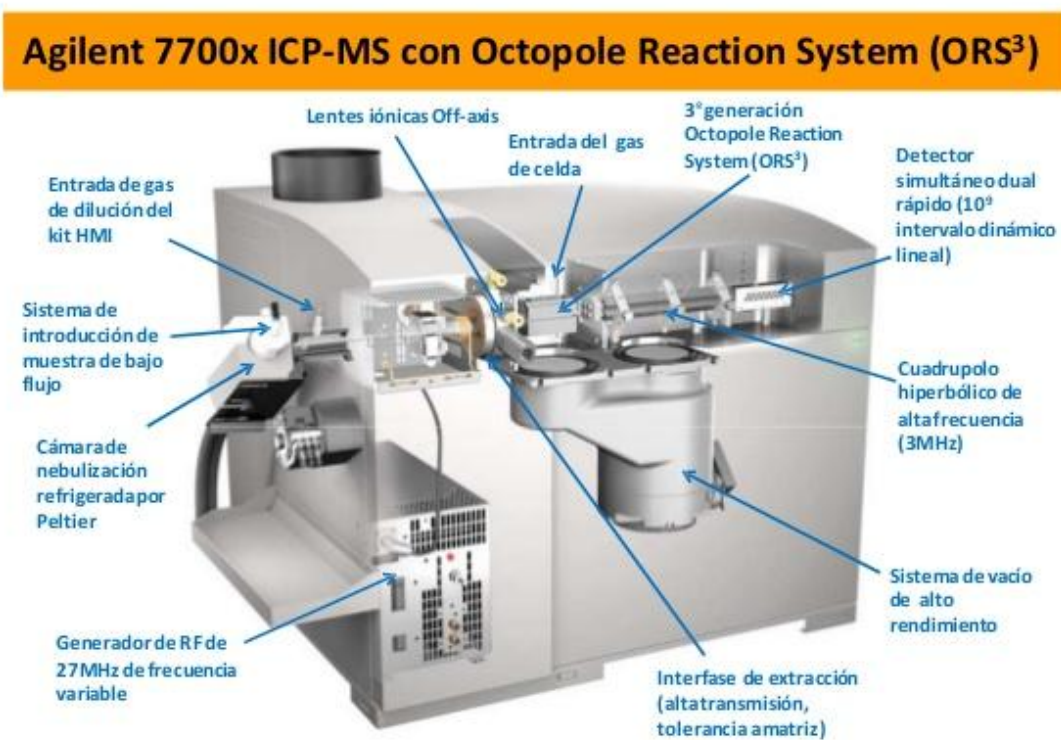 Agilent 7700x ICP-MS con Octopole Reaction System (ORS³)
Lentes iónicas Off-axis
Entrada del gas
de celda
3°generación
Octopole Reaction
System (ORS³)
Detector
simultáneo dual
rápido (10⁹
intervalo dinámico
lineal)
Entrada de gas
de dilución del
kit HMI
Sistema de
introducción de
muestra de bajo
flujo
Cámara de
nebulización
refrigerada por
Peltier
Cuadrupolo
hiperbólico de
alta frecuencia
(3MHz)
Sistema de vacío
de alto
rendimiento
Generador de RF de
27MHz de frecuencia
variable
Interfase de extracción
(alta transmisión,
tolerancia a matriz)